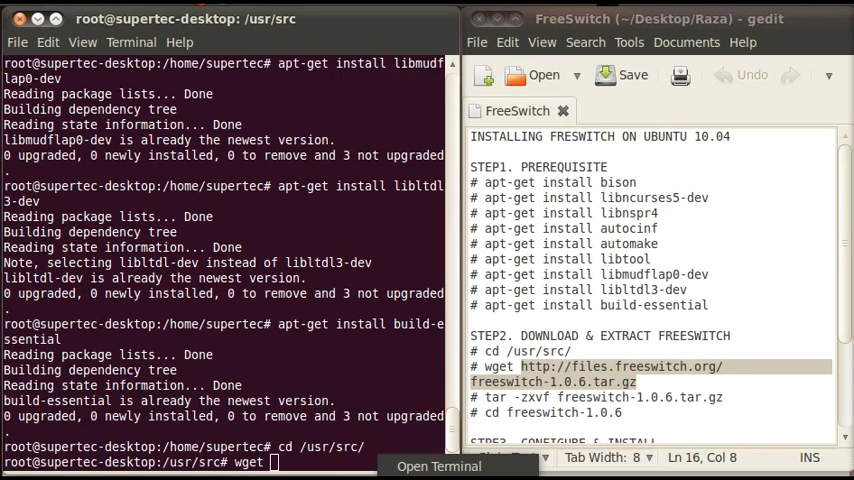 root@supertec-desktop: /usr/src
File Edit View Terminal Help
root@supertec-desktop:/home/supertec# apt-get install libmudf
lap0-dev
Reading package lists... Done
Building dependency tree
Reading state information... Done
libmudflap0-dev is already the newest version.
0 upgraded, 0 newly installed, 0 to remove and 3 not upgraded
.
root@supertec-desktop:/home/supertec# apt-get install libltdl
3-dev
Reading package lists... Done
Building dependency tree
Reading state information... Done
Note, selecting libltdl-dev instead of libltdl3-dev
libltdl-dev is already the newest version.
0 upgraded, 0 newly installed, 0 to remove and 3 not upgraded
.
root@supertec-desktop:/home/supertec# apt-get install build-e
ssential
Reading package lists... Done
Building dependency tree
Reading state information... Done
build-essential is already the newest version.
0 upgraded, 0 newly installed, 0 to remove and 3 not upgraded
.
root@supertec-desktop:/home/supertec# cd /usr/src/
root@supertec-desktop:/usr/src# wget
Open Terminal
FreeSwitch (~/Desktop/Raza) - gedit
File Edit View Search Tools Documents Help
Open Save Undo
FreeSwitch
INSTALLING FRESWITCH ON UBUNTU 10.04
STEP1. PREREQUISITE
# apt-get install bison
# apt-get install libncurses5-dev
# apt-get install libnspr4
# apt-get install autocinf
# apt-get install automake
# apt-get install libtool
# apt-get install libmudflap0-dev
# apt-get install libltdl3-dev
# apt-get install build-essential
STEP2. DOWNLOAD & EXTRACT FREESWITCH
# cd /usr/src/
# wget http://files.freeswitch.org/
freeswitch-1.0.6.tar.gz
# tar -zxvf freeswitch-1.0.6.tar.gz
# cd freeswitch-1.0.6
STEP3. CONFIGURE & INSTALL
Tab Width: 8 Ln 16, Col 8 INS